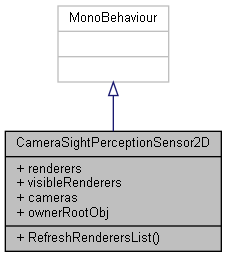 MonoBehaviour
CameraSightPerceptionSensor2D
+ renderers
+ visibleRenderers
+ cameras
+ ownerRootObj
+ RefreshRenderersList()